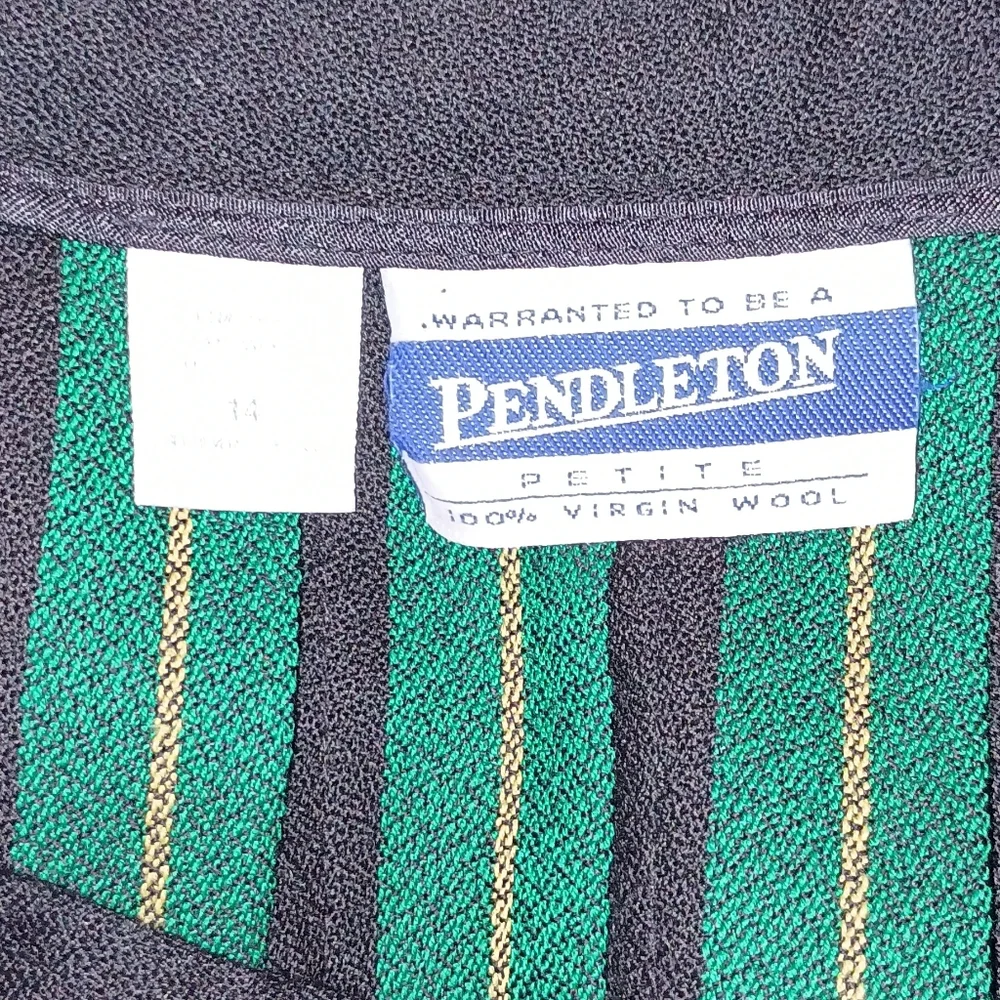 14
WARRANTED TO BE A
PENDLETON
PETITE
100% VIRGIN WOOL